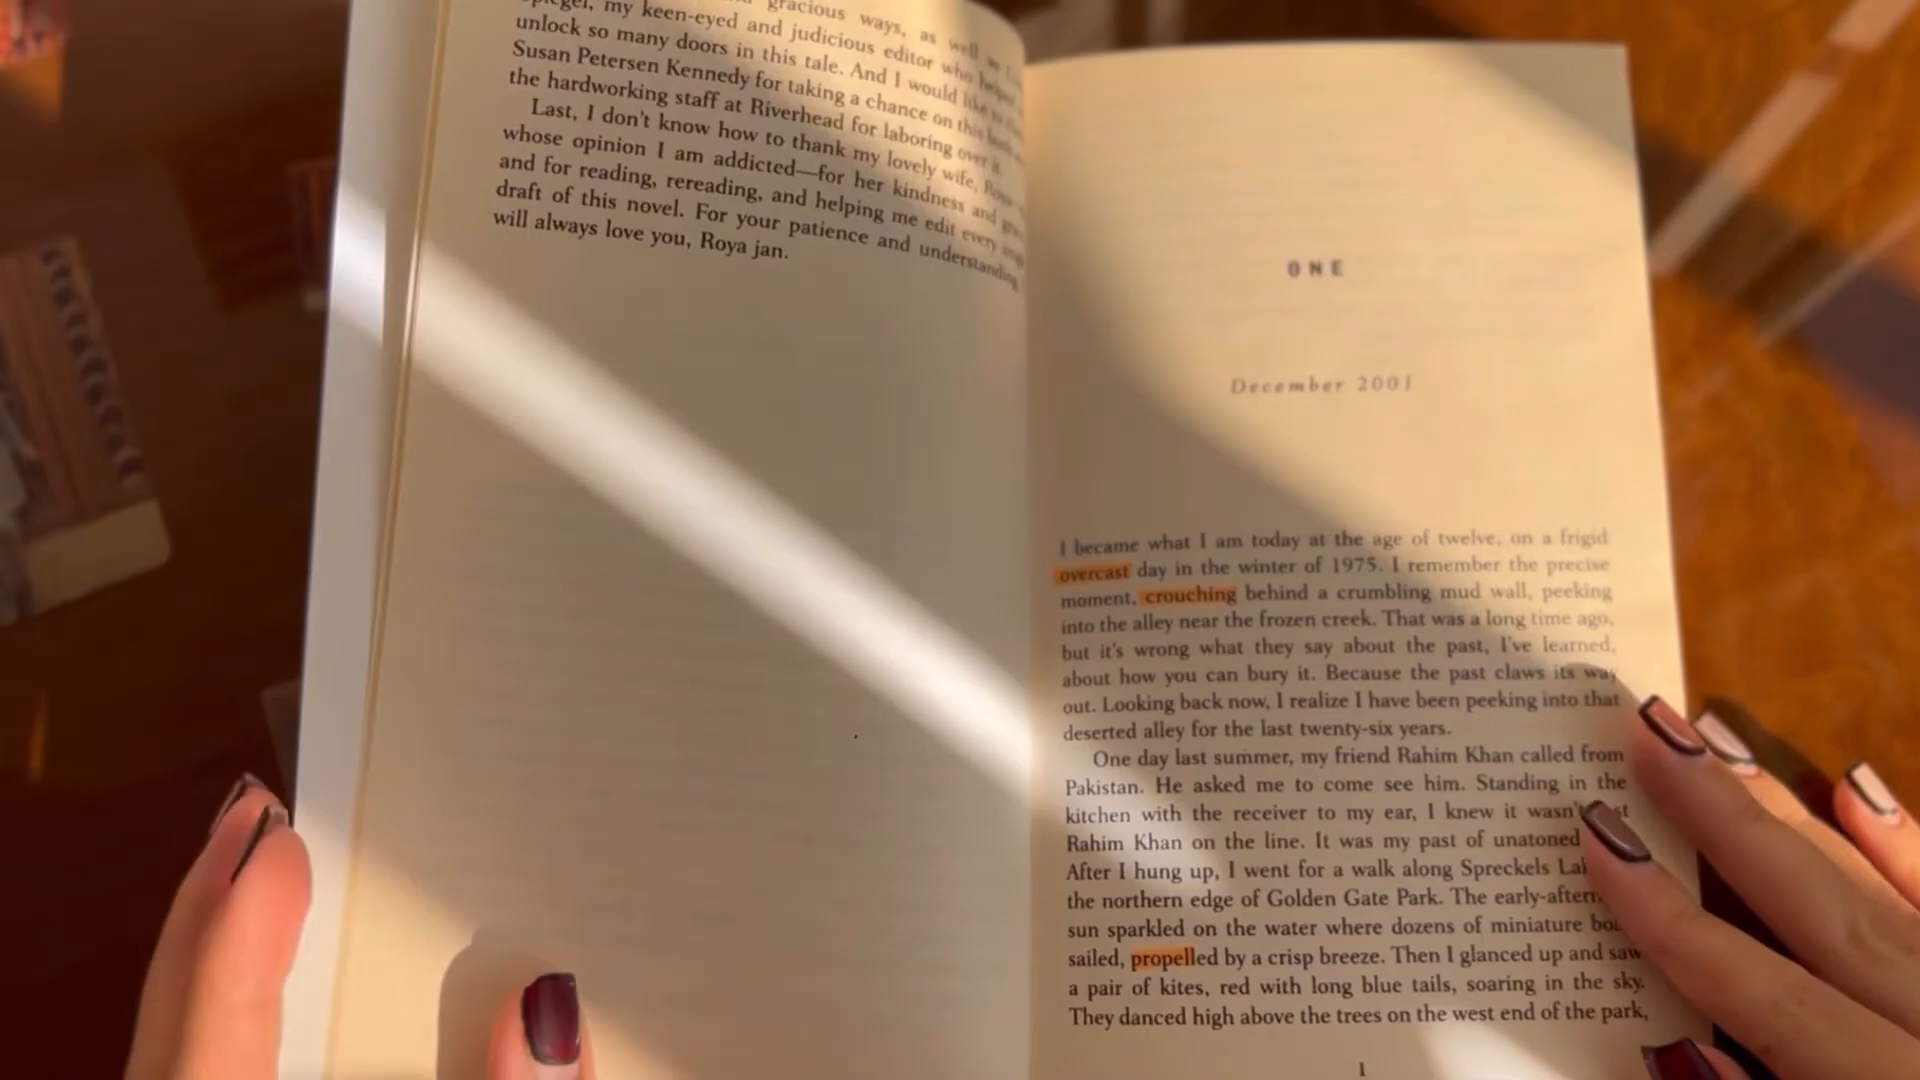 gracious ways, as well as
my keen-eyed and judicious editor who helped
unlock so many doors in this tale. And I would like to
Susan Petersen Kennedy for taking a chance on this book
the hardworking staff at Riverhead for laboring over it.
Last, I don't know how to thank my lovely wife, Roya
whose opinion I am addicted—for her kindness and
and for reading, rereading, and helping me edit every
draft of this novel. For your patience and understanding
will always love you, Roya jan.
ONE
December 2001
I became what I am today at the age of twelve, on a frigid
overcast day in the winter of 1975. I remember the precise
moment, crouching behind a crumbling mud wall, peeking
into the alley near the frozen creek. That was a long time ago,
but it's wrong what they say about the past, I've learned,
about how you can bury it. Because the past claws its way
out. Looking back now, I realize I have been peeking into that
deserted alley for the last twenty-six years.
One day last summer, my friend Rahim Khan called from
Pakistan. He asked me to come see him. Standing in the
kitchen with the receiver to my ear, I knew it wasn't
Rahim Khan on the line. It was my past of unatoned
After I hung up, I went for a walk along Spreckels
the northern edge of Golden Gate Park. The
sun sparkled on the water where dozens of miniature
sailed, propelled by a crisp breeze. Then I glanced up and saw
a pair of kites, red with long blue tails, soaring in the sky.
They danced high above the trees on the west end of the park,
1